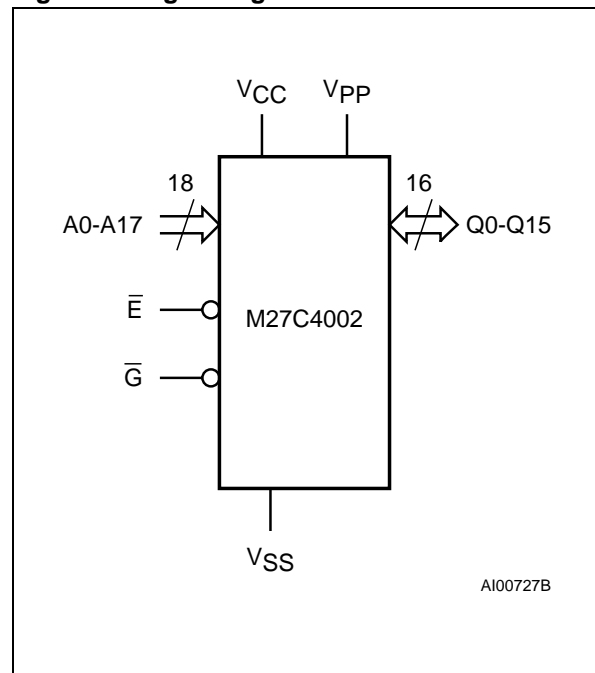 VCC VPP
18 16
A0-A17 Q0-Q15
E̅
M27C4002
G̅
VSS
AI00727B